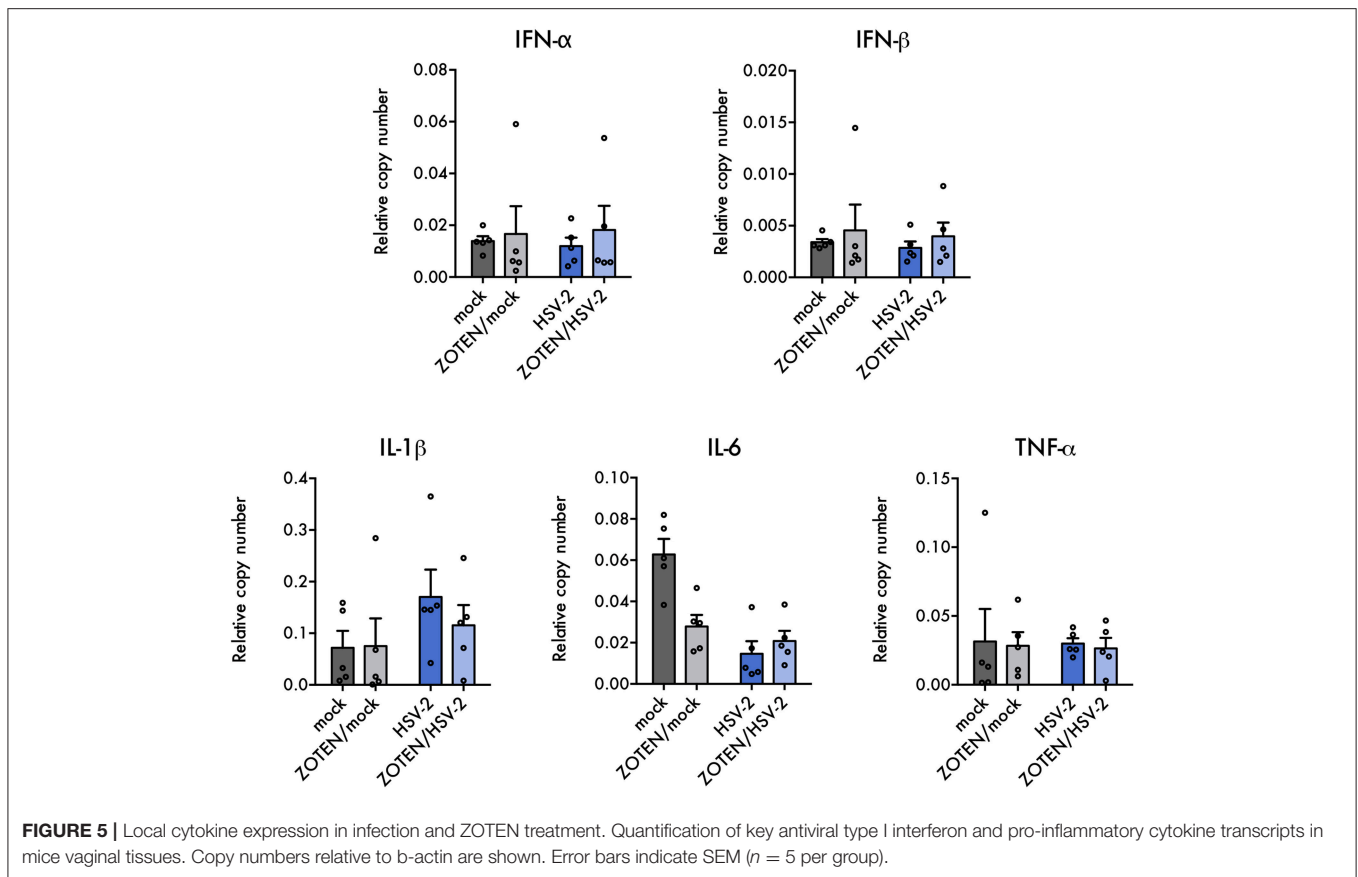 IFN-α
Relative copy number
0.08
0.06
0.04
0.02
0.00
mock
ZOTEN/mock
HSV-2
ZOTEN/HSV-2
IFN-β
Relative copy number
0.020
0.015
0.010
0.005
0.000
mock
ZOTEN/mock
HSV-2
ZOTEN/HSV-2
IL-1β
Relative copy number
0.4
0.3
0.2
0.1
0.0
mock
ZOTEN/mock
HSV-2
ZOTEN/HSV-2
IL-6
Relative copy number
0.10
0.08
0.06
0.04
0.02
0.00
mock
ZOTEN/mock
HSV-2
ZOTEN/HSV-2
TNF-α
Relative copy number
0.15
0.10
0.05
0.00
mock
ZOTEN/mock
HSV-2
ZOTEN/HSV-2
FIGURE 5 | Local cytokine expression in infection and ZOTEN treatment. Quantification of key antiviral type I interferon and pro-inflammatory cytokine transcripts in
mice vaginal tissues. Copy numbers relative to b-actin are shown. Error bars indicate SEM (n = 5 per group).